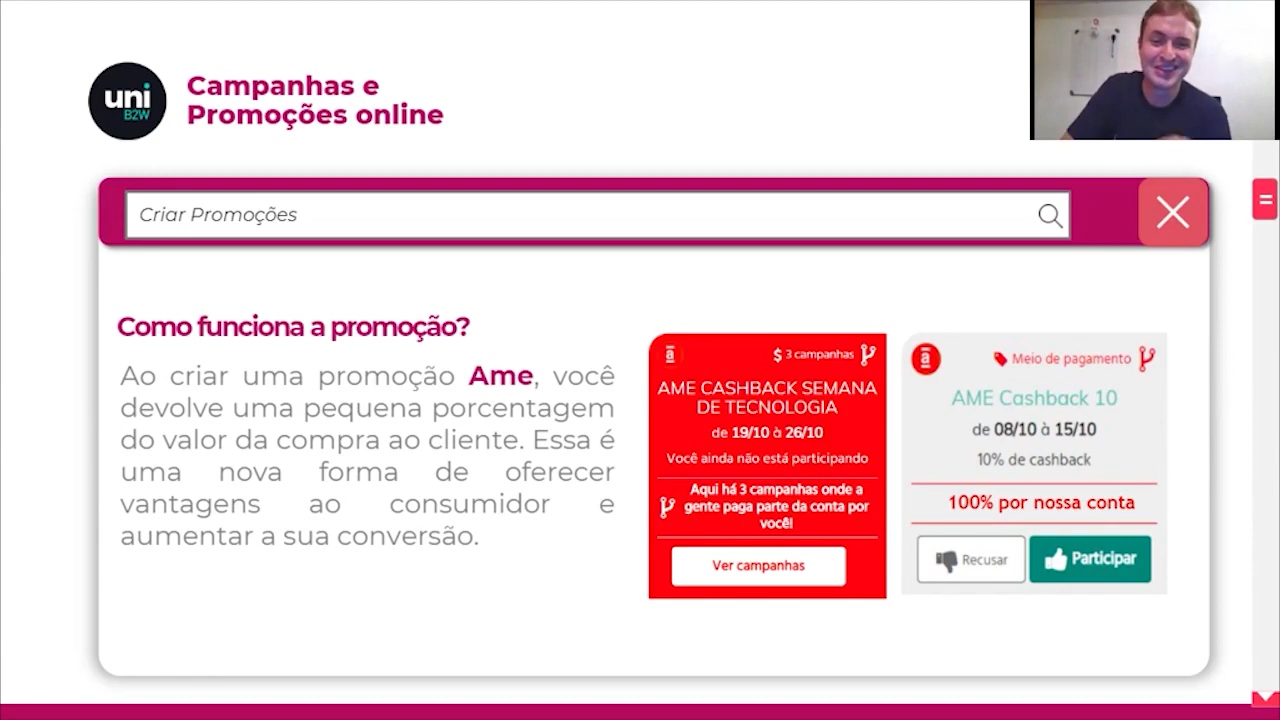 uni
B2W
Campanhas e
Promoções online
Criar Promoções
Como funciona a promoção?
Ao criar uma promoção Ame, você
devolve uma pequena porcentagem
do valor da compra ao cliente. Essa é
uma nova forma de oferecer
vantagens ao consumidor e
aumentar a sua conversão.
a
$ 3 campanhas
AME CASHBACK SEMANA
DE TECNOLOGIA
de 19/10 à 26/10
Você ainda não está participando
Aqui há 3 campanhas onde a
gente paga parte da conta por
você!
Ver campanhas
a
Meio de pagamento
AME Cashback 10
de 08/10 à 15/10
10% de cashback
100% por nossa conta
Recusar
Participar